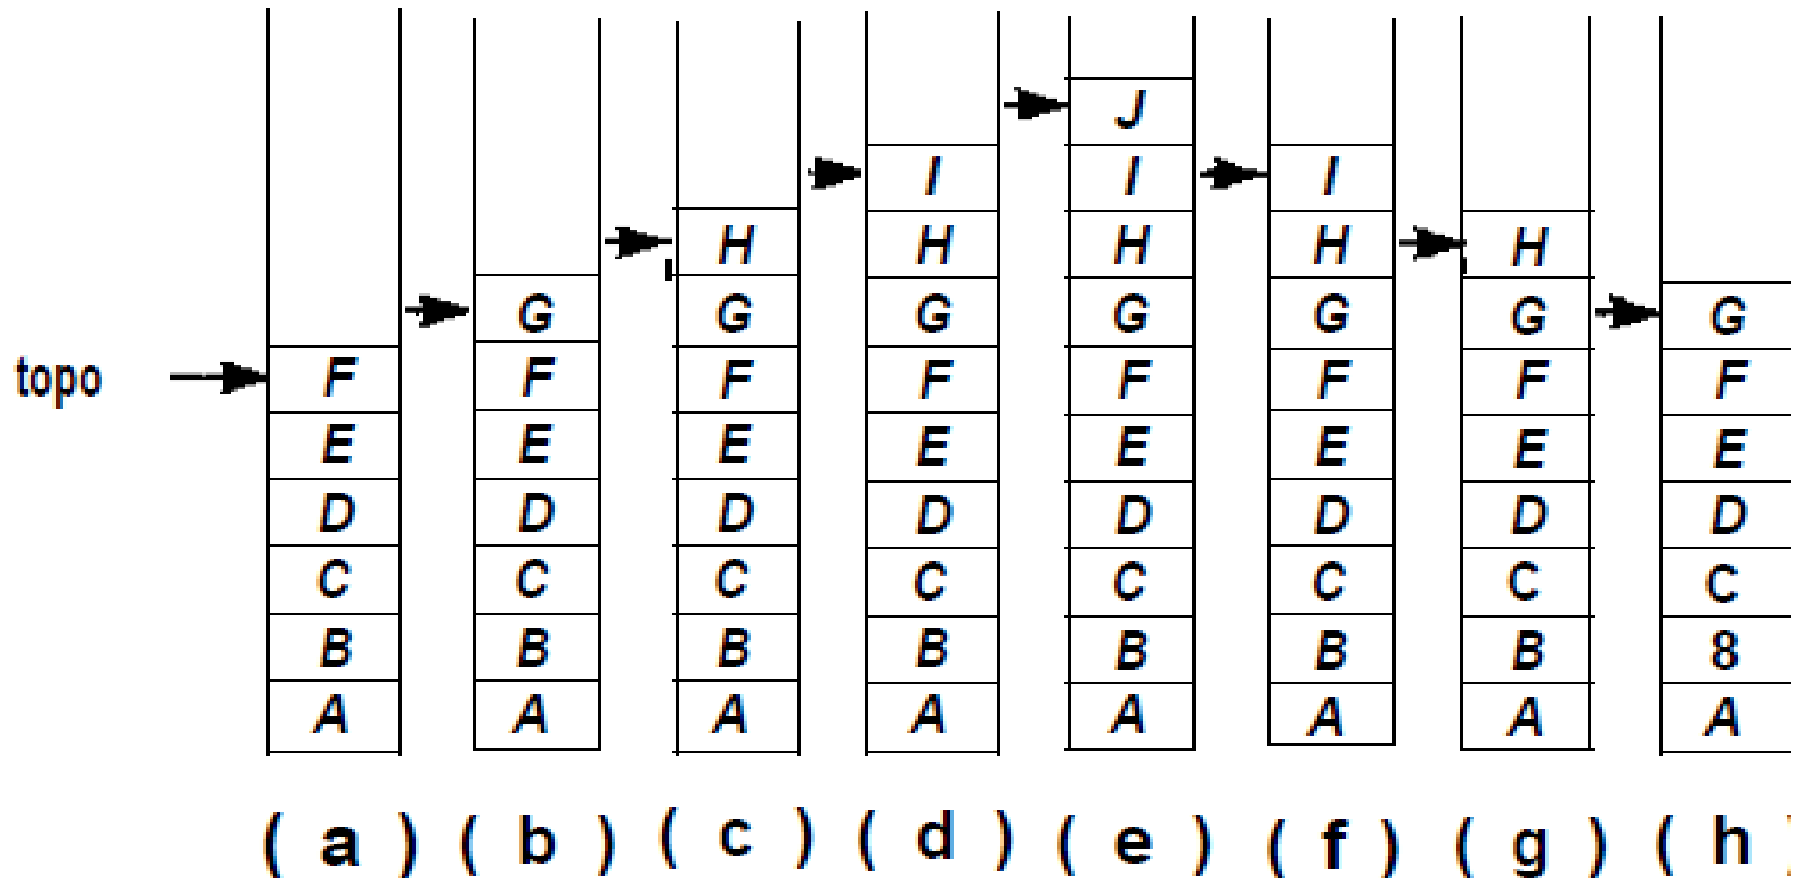 J
I I I
H H H H H
G G G G G G G
topo F F F F F F F F
E E E E E E E E
D D D D D D D D
C C C C C C C C
B B B B B B B 8
A A A A A A A A
( a ) ( b ) ( c ) ( d ) ( e ) ( f ) ( g ) ( h )